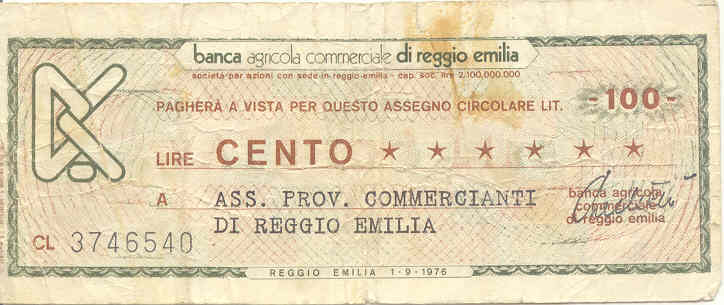 banca agricola commerciale di reggio emilia
società per azioni con sede in reggio emilia - cap. soc. lire 2.100.000.000
PAGHERÀ A VISTA PER QUESTO ASSEGNO CIRCOLARE LIT. -100-
LIRE CENTO ★ ★ ★ ★ ★ ★
A ASS. PROV. COMMERCIANTI
DI REGGIO EMILIA
banca agricola
commerciale
di reggio emilia
CL 3746540
REGGIO EMILIA 1-9-1976